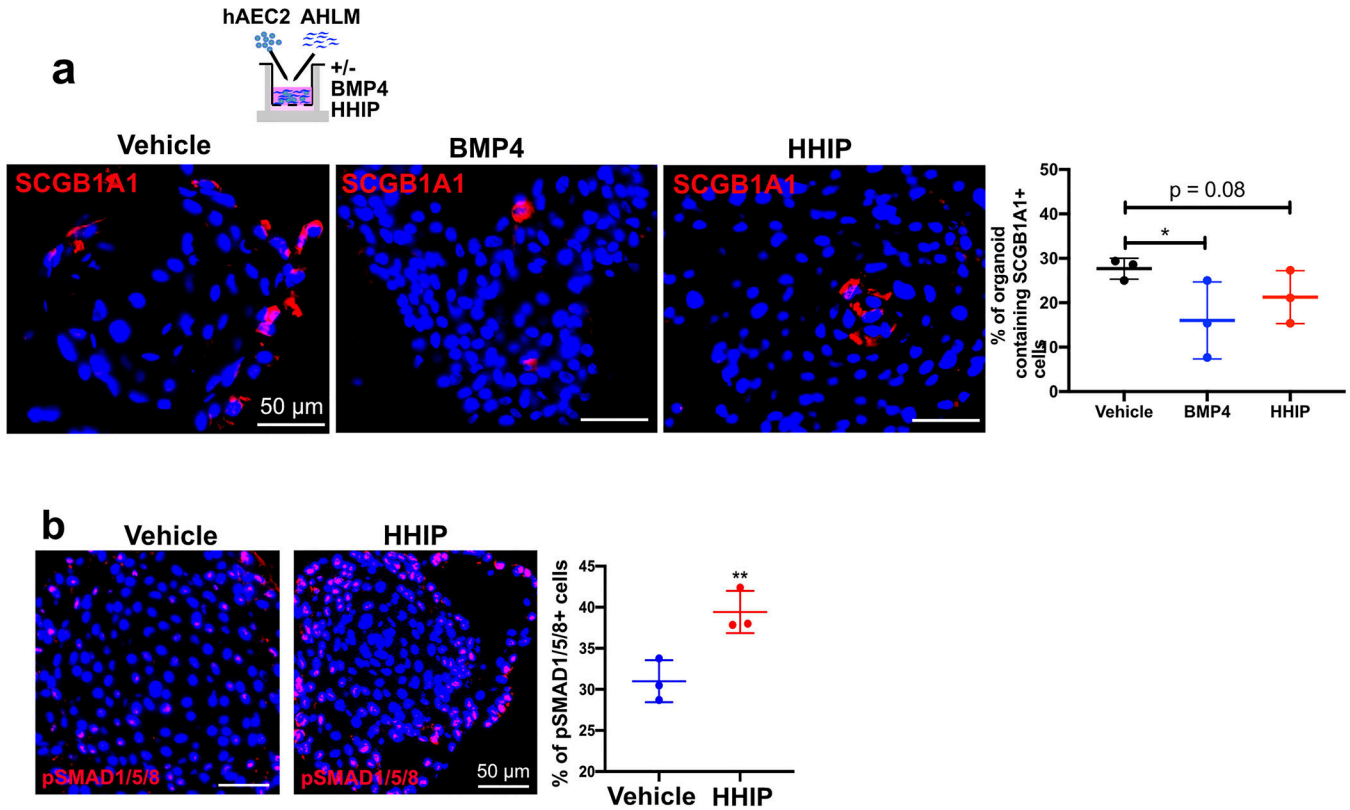 hAEC2 AHLM
a
+/-
BMP4
HHIP
Vehicle
BMP4
HHIP
SCGB1A1
SCGB1A1
SCGB1A1
50 µm
% of organoid
containing SCGB1A1+
cells
50
40
30
20
10
0
p = 0.08
*
Vehicle
BMP4
HHIP
b
Vehicle
HHIP
pSMAD1/5/8
pSMAD1/5/8
50 µm
% of pSMAD1/5/8+ cells
45
40
35
30
25
20
**
Vehicle
HHIP